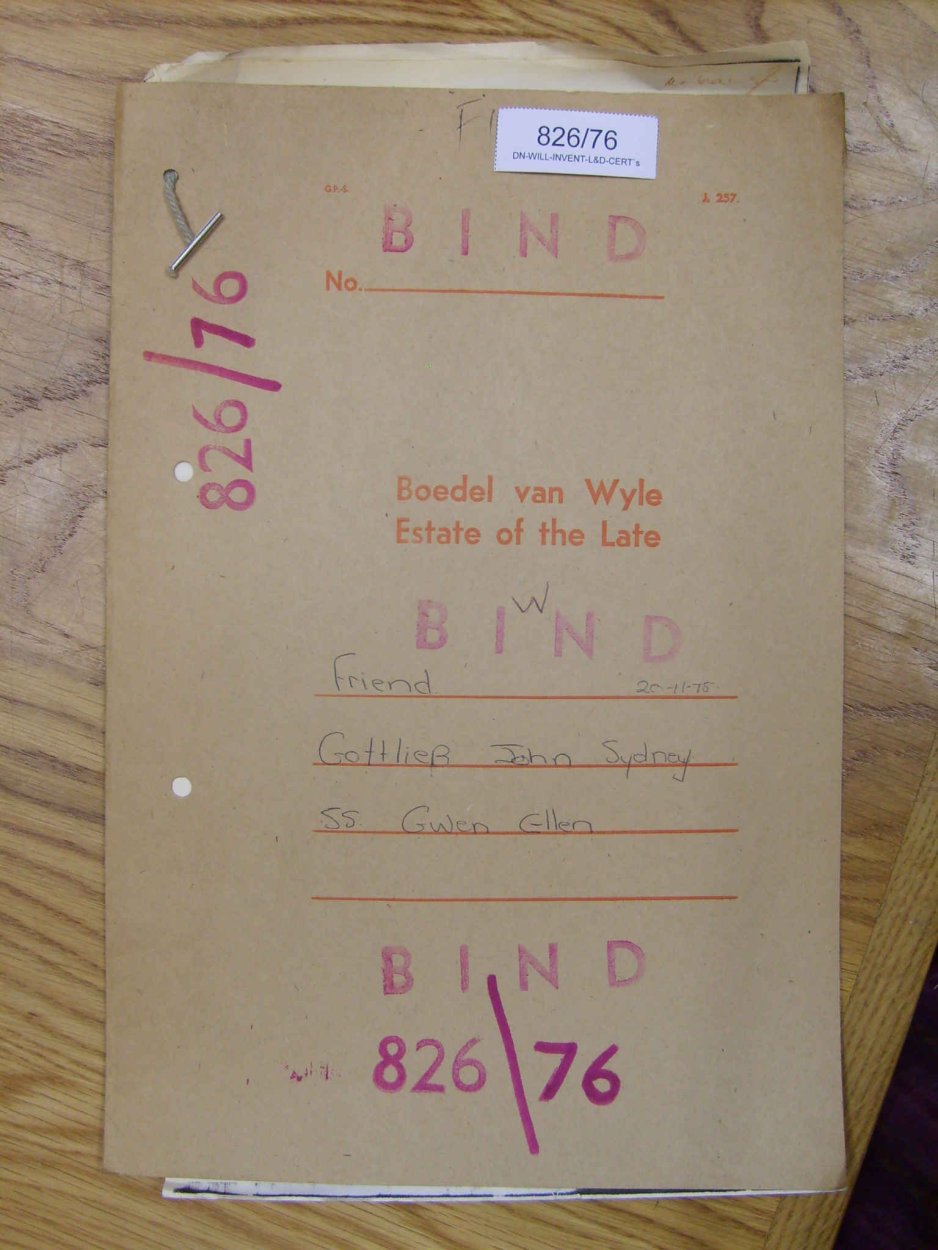 Fi
826/76
DN-WILL-INVENT-L&D-CERT`s
G.P.-S.
J. 257.
BIND
No.
826/76
Boedel van Wyle
Estate of the Late
W
BIND
Friend 20-11-75
Gottlieb John Sydney
SS Gwen Ellen
BIND
826/76